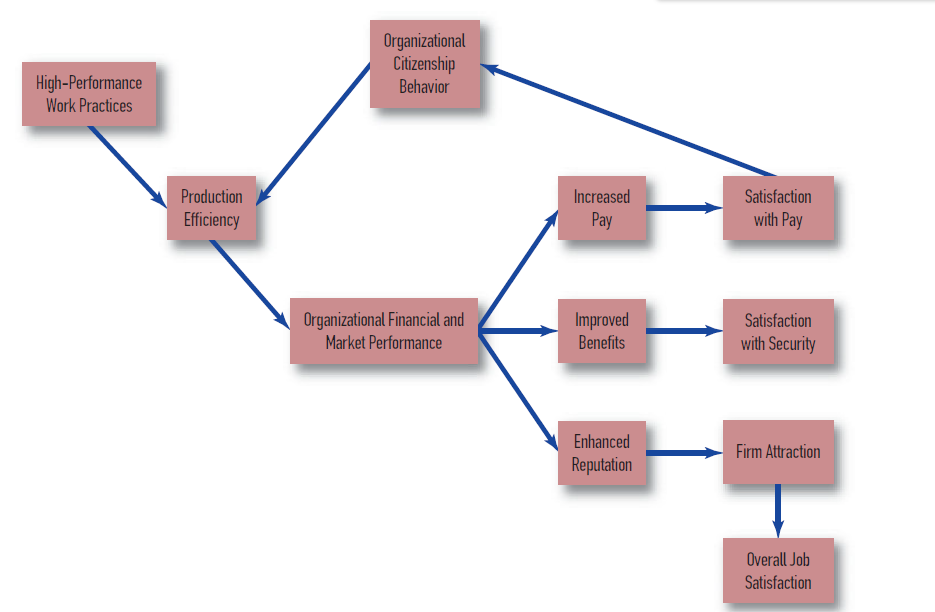 Organizational
Citizenship
Behavior
High-Performance
Work Practices
Production
Efficiency
Increased
Pay
Satisfaction
with Pay
Organizational Financial and
Market Performance
Improved
Benefits
Satisfaction
with Security
Enhanced
Reputation
Firm Attraction
Overall Job
Satisfaction